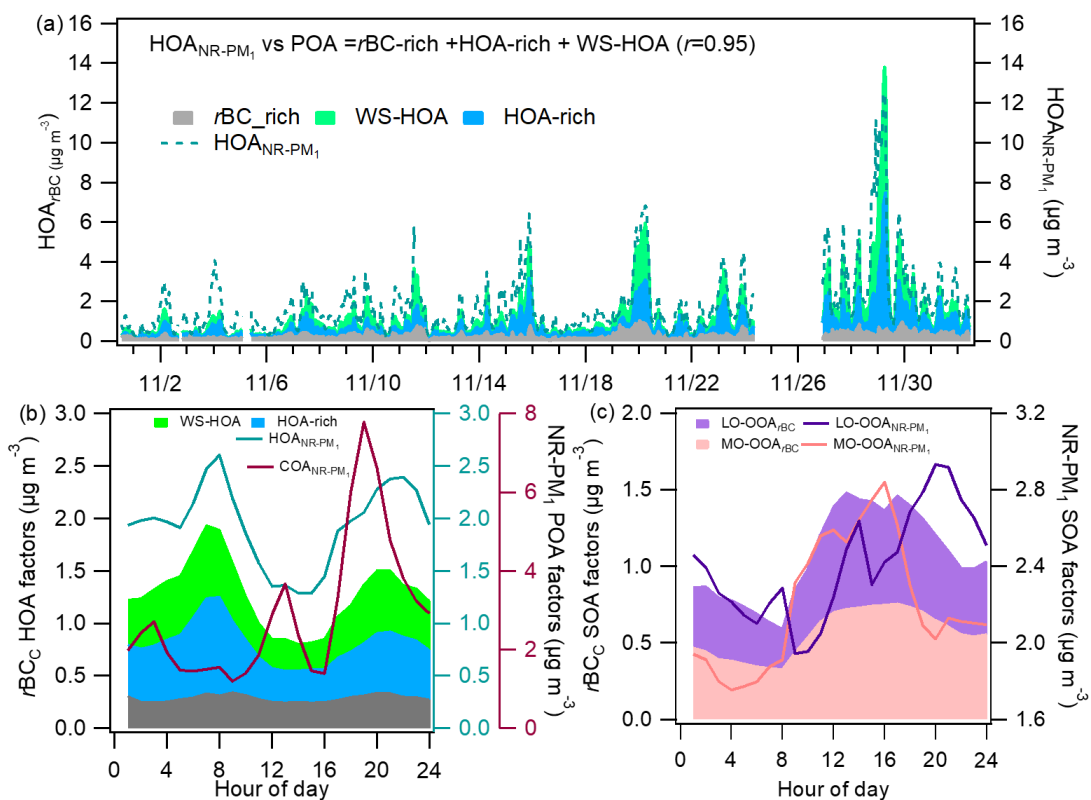 (a)
HOA_NR-PM₁ vs POA =rBC-rich +HOA-rich + WS-HOA (r=0.95)
rBC_rich WS-HOA HOA-rich
HOA_NR-PM₁
16
14
12
10
8
6
4
2
0
HOA_rBC (µg m⁻³)
16
14
12
10
8
6
4
2
0
HOA_NR-PM₁ (µg m⁻³)
11/2 11/6 11/10 11/14 11/18 11/22 11/26 11/30
(b)
WS-HOA HOA-rich
HOA_NR-PM₁
COA_NR-PM₁
3.0
2.5
2.0
1.5
1.0
0.5
0.0
rBC_C HOA factors (µg m⁻³)
3.0
2.5
2.0
1.5
1.0
0.5
0.0
8
6
4
2
0
NR-PM₁ POA factors (µg m⁻³)
0 4 8 12 16 20 24
Hour of day
(c)
LO-OOA_rBC LO-OOA_NR-PM₁
MO-OOA_rBC MO-OOA_NR-PM₁
2.0
1.5
1.0
0.5
0.0
rBC_C SOA factors (µg m⁻³)
3.2
2.8
2.4
2.0
1.6
NR-PM₁ SOA factors (µg m⁻³)
0 4 8 12 16 20 24
Hour of day